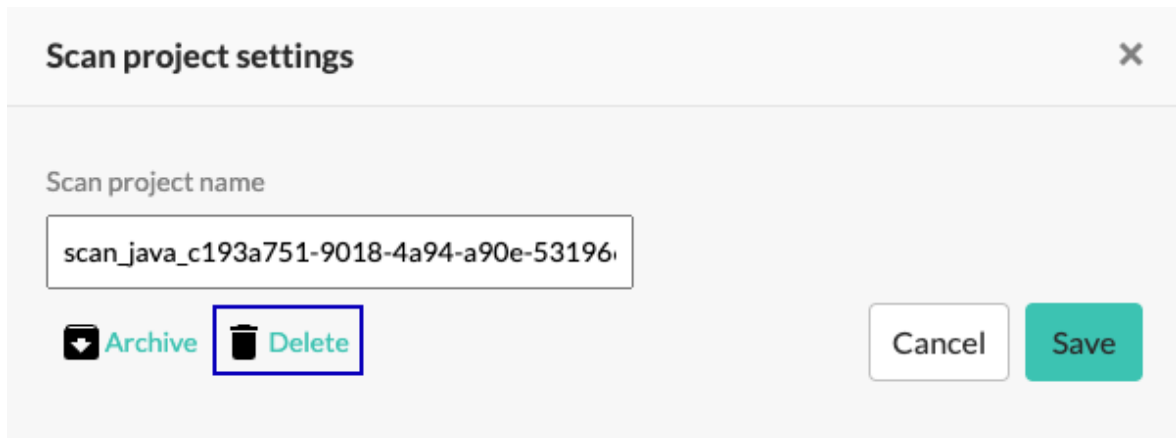 Scan project settings
Scan project name
scan_java_c193a751-9018-4a94-a90e-53196
Archive Delete Cancel Save